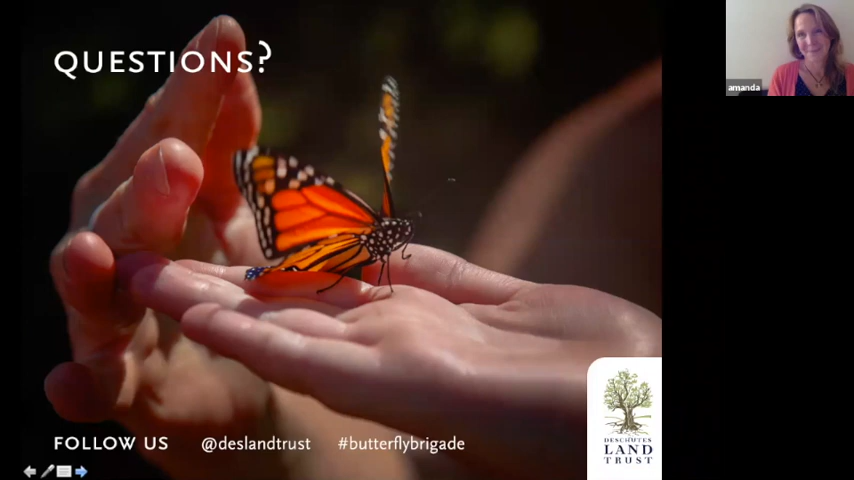 QUESTIONS?
amanda
FOLLOW US @deslandtrust #butterflybrigade
DESCHUTES
LAND
TRUST